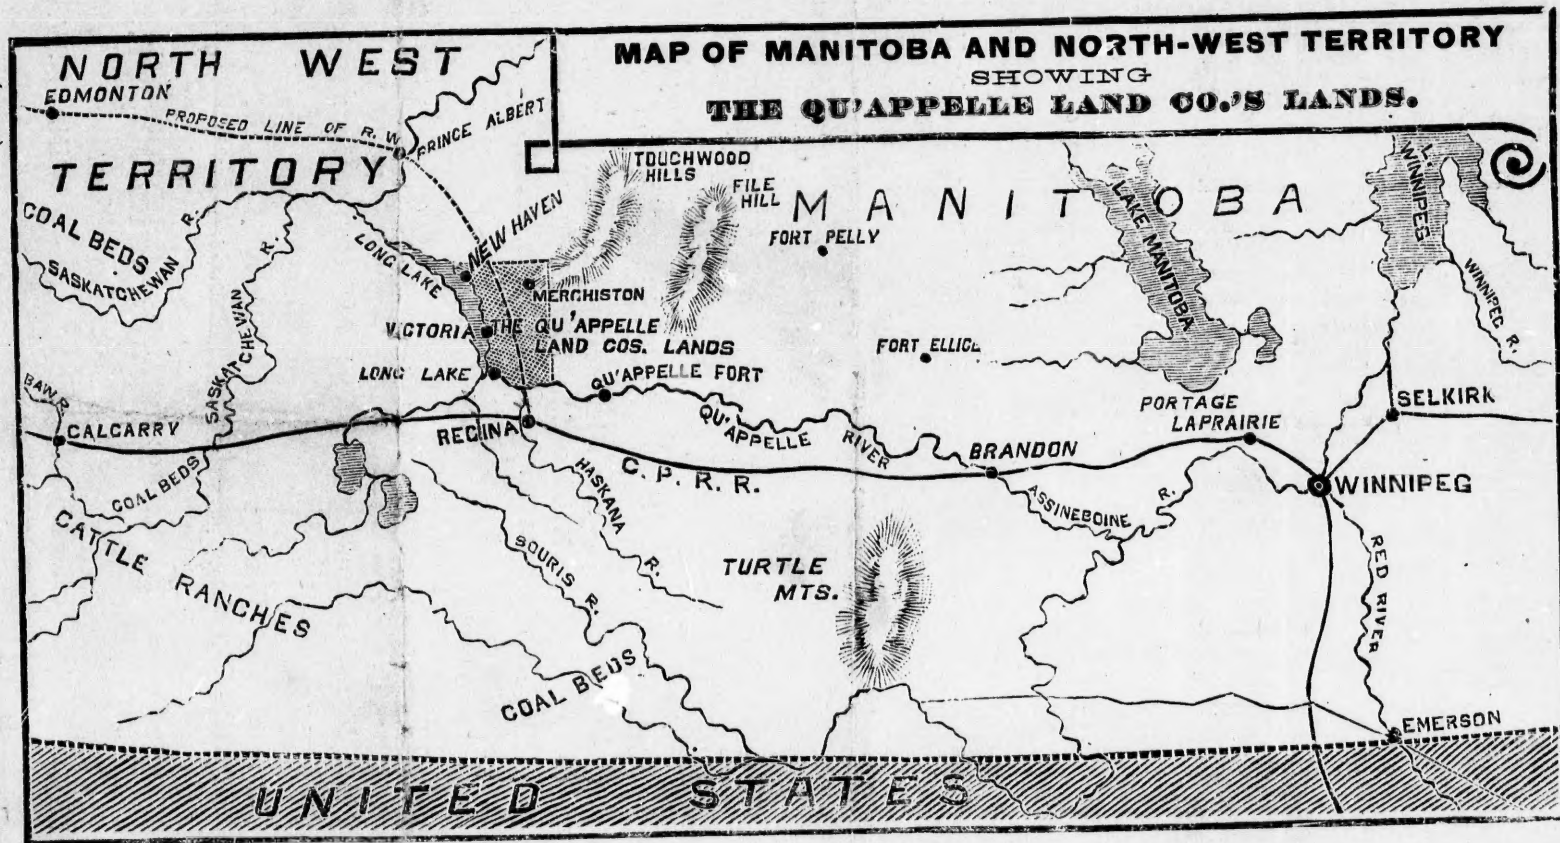 MAP OF MANITOBA AND NORTH-WEST TERRITORY
SHOWING
THE QU'APPELLE LAND CO.'S LANDS.
NORTH WEST
TERRITORY
EDMONTON
PROPOSED LINE OF R. W.
PRINCE ALBERT
COAL BEDS
SASKATCHEWAN R.
SASKATCHEWAN R.
LONG LAKE
NEW HAVEN
TOUCHWOOD
HILLS
FILE
HILL
MANITOBA
FORT PELLY
LAKE MANITOBA
L. WINNIPEG
WINNIPEG R.
MERCHISTON
VICTORIA
THE QU'APPELLE
LAND COS. LANDS
LONG LAKE
QU'APPELLE FORT
FORT ELLICE
BAW R.
CALGARRY
REGINA
QU'APPELLE RIVER
PORTAGE
LAPRAIRIE
SELKIRK
BRANDON
C. P. R. R.
WINNIPEG
COAL BEDS
HASKANA R.
ASSINEBOINE R.
CATTLE RANCHES
SOURIS R.
TURTLE
MTS.
RED RIVER
COAL BEDS
EMERSON
UNITED STATES